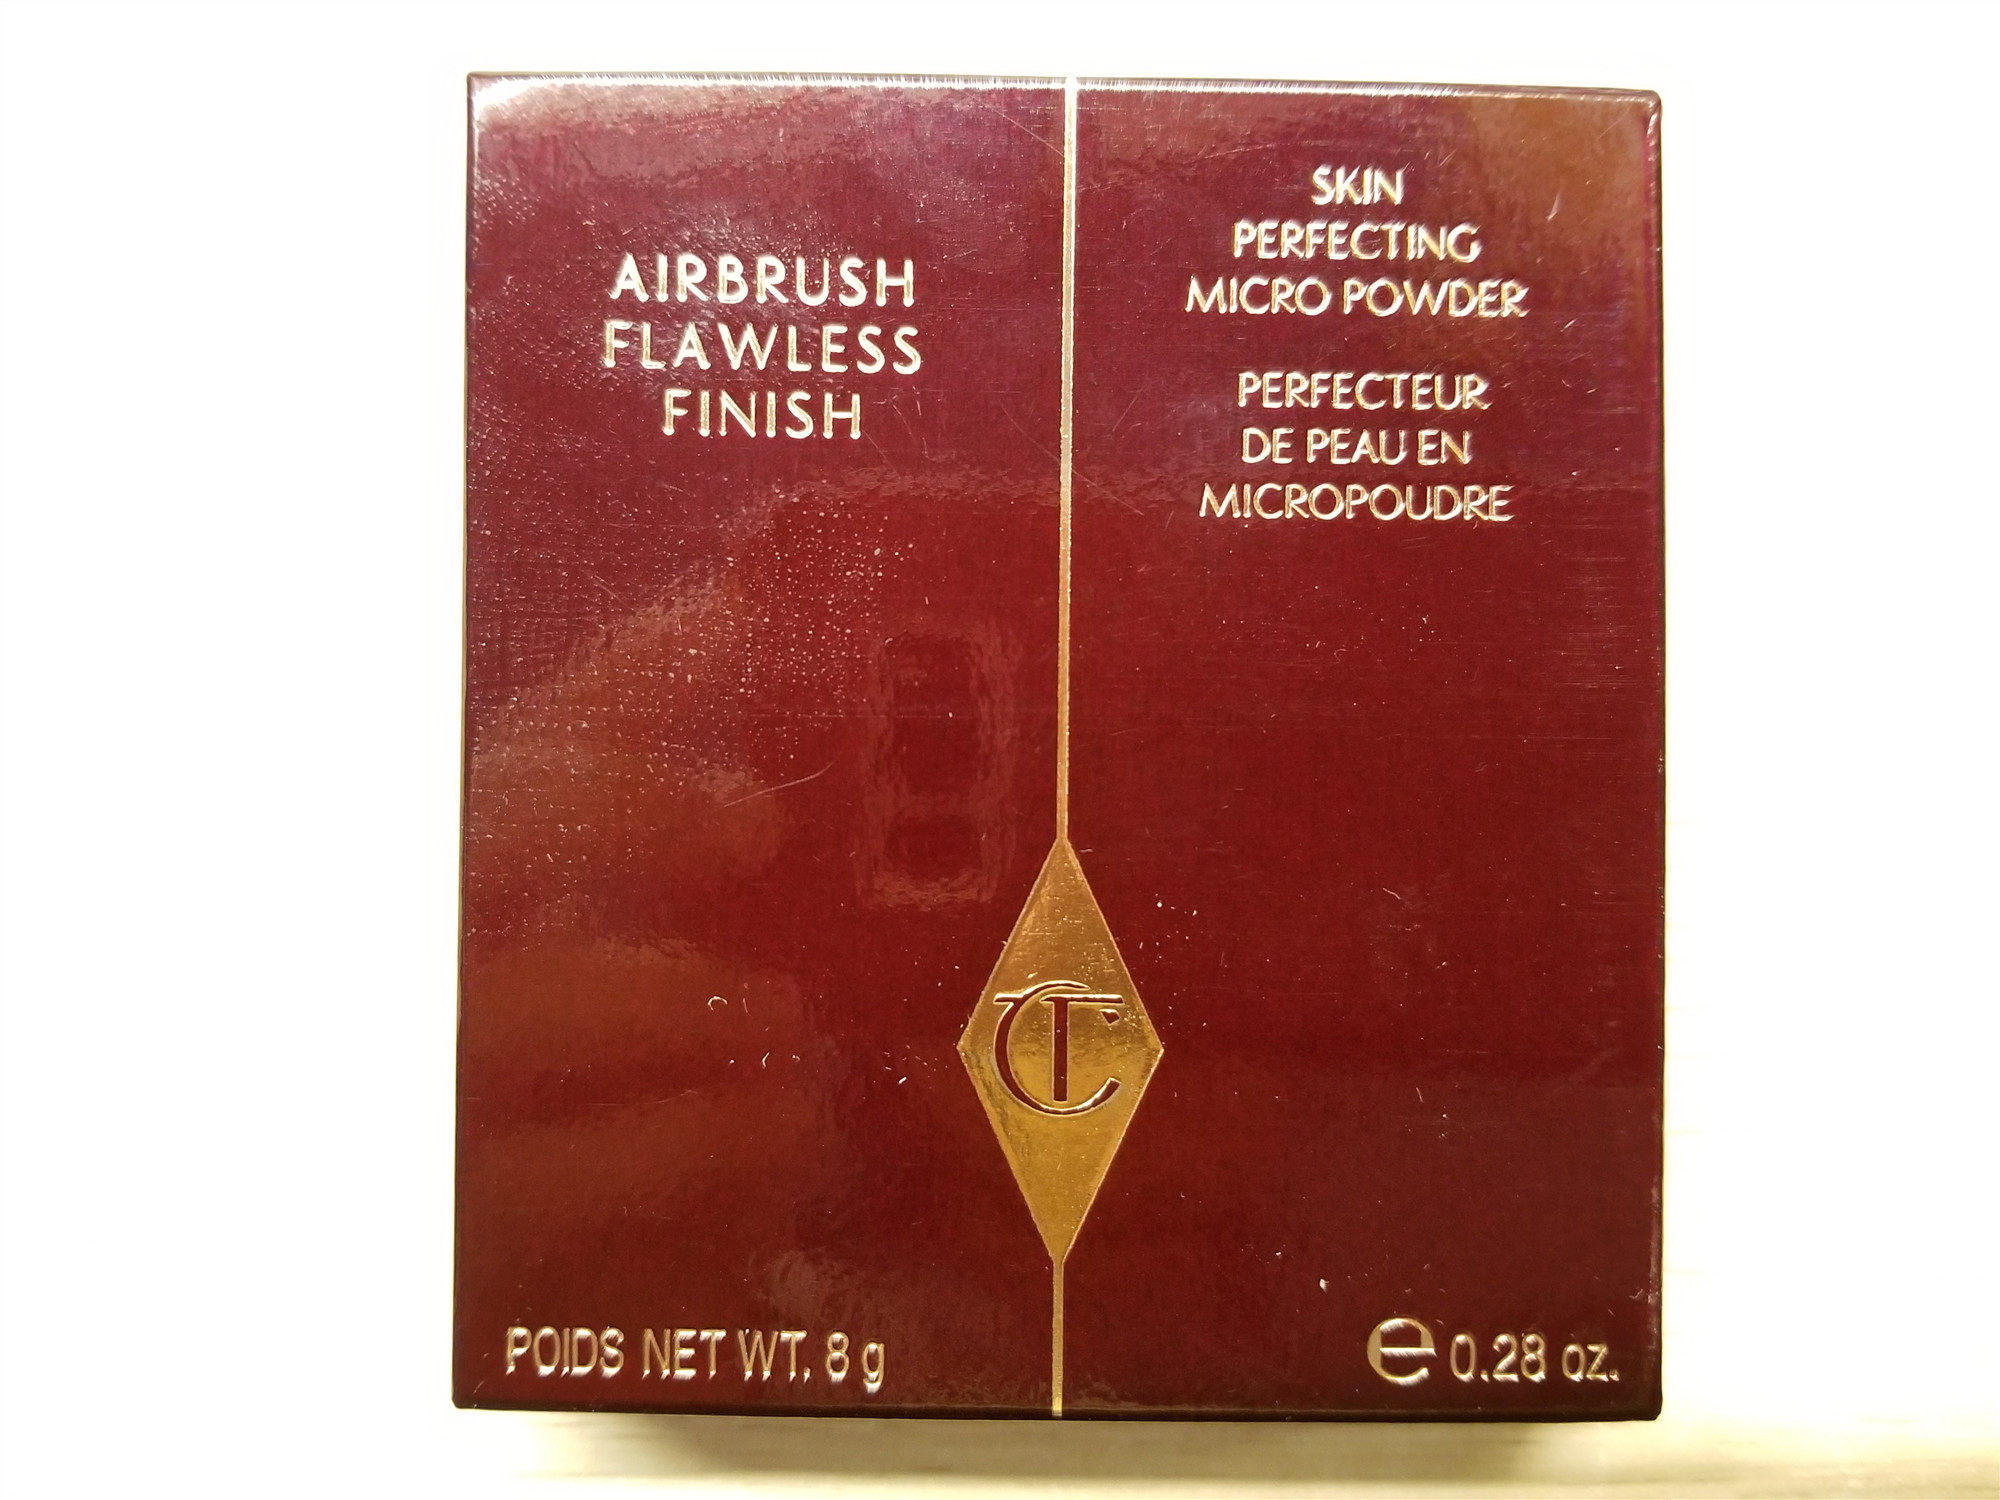 AIRBRUSH
FLAWLESS
FINISH
SKIN
PERFECTING
MICRO POWDER
PERFECTEUR
DE PEAU EN
MICROPOUDRE
CT
POIDS NET WT. 8 g
e 0.28 oz.